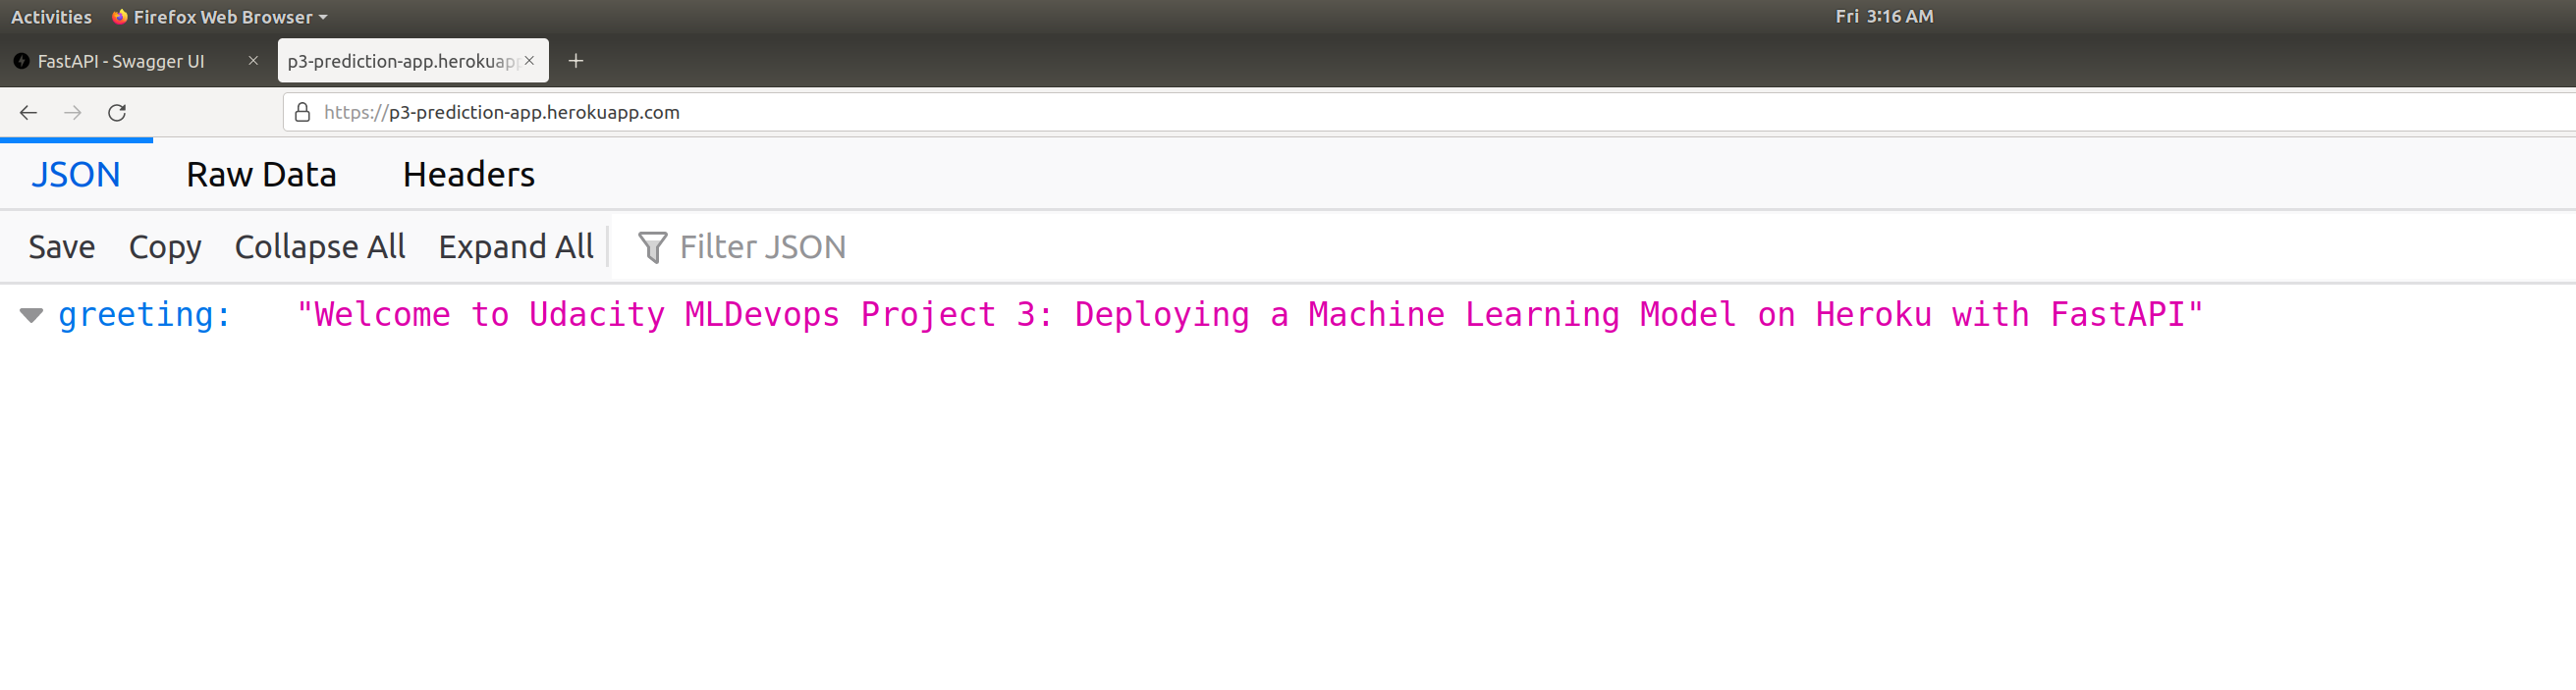 Activities Firefox Web Browser Fri 3:16 AM
FastAPI - Swagger UI p3-prediction-app.herokuapp
https://p3-prediction-app.herokuapp.com
JSON Raw Data Headers
Save Copy Collapse All Expand All Filter JSON
greeting: "Welcome to Udacity MLDevops Project 3: Deploying a Machine Learning Model on Heroku with FastAPI"